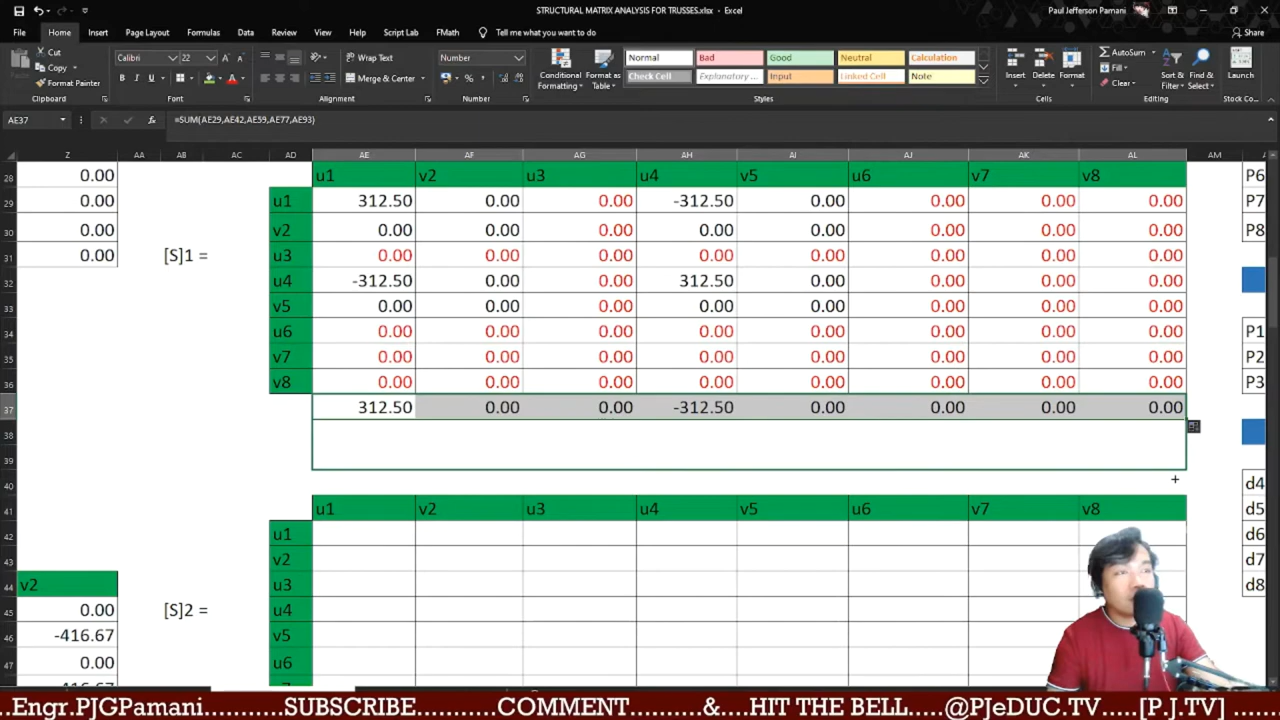 STRUCTURAL MATRIX ANALYSIS FOR TRUSSES.xlsx - Excel
Paul Jefferson Pamani
File Home Insert Page Layout Formulas Data Review View Help Script Lab FMath Tell me what you want to do Share
Cut
Copy
Format Painter
Clipboard
Calibri 22
B I U
Font
Wrap Text
Merge & Center
Alignment
Number
Number
Conditional Formatting
Format as Table
Normal Bad Good Neutral Calculation
Check Cell Explanatory ... Input Linked Cell Note
Styles
Insert Delete Format
Cells
AutoSum
Fill
Clear
Sort & Filter
Find & Select
Editing
Launch
Stock Co...
AE37 fx =SUM(AE29,AE42,AE59,AE77,AE93)
Z AA AB AC AD AE AF AG AH AI AJ AK AL AM
28 0.00 u1 v2 u3 u4 v5 u6 v7 v8 P6
29 0.00 u1 312.50 0.00 0.00 -312.50 0.00 0.00 0.00 0.00 P7
30 0.00 v2 0.00 0.00 0.00 0.00 0.00 0.00 0.00 0.00 P8
31 0.00 [S]1 = u3 0.00 0.00 0.00 0.00 0.00 0.00 0.00 0.00
32 u4 -312.50 0.00 0.00 312.50 0.00 0.00 0.00 0.00
33 v5 0.00 0.00 0.00 0.00 0.00 0.00 0.00 0.00
34 u6 0.00 0.00 0.00 0.00 0.00 0.00 0.00 0.00 P1
35 v7 0.00 0.00 0.00 0.00 0.00 0.00 0.00 0.00 P2
36 v8 0.00 0.00 0.00 0.00 0.00 0.00 0.00 0.00 P3
37 312.50 0.00 0.00 -312.50 0.00 0.00 0.00 0.00
38
39
40 d4
41 u1 v2 u3 u4 v5 u6 v7 v8 d5
42 u1 d6
43 v2 d7
44 v2 u3 d8
45 0.00 [S]2 = u4
46 -416.67 v5
47 0.00 u6
Engr.PJGPamani............SUBSCRIBE............COMMENT............&....HIT THE BELL........@PJeDUC.TV....[P.J.TV]